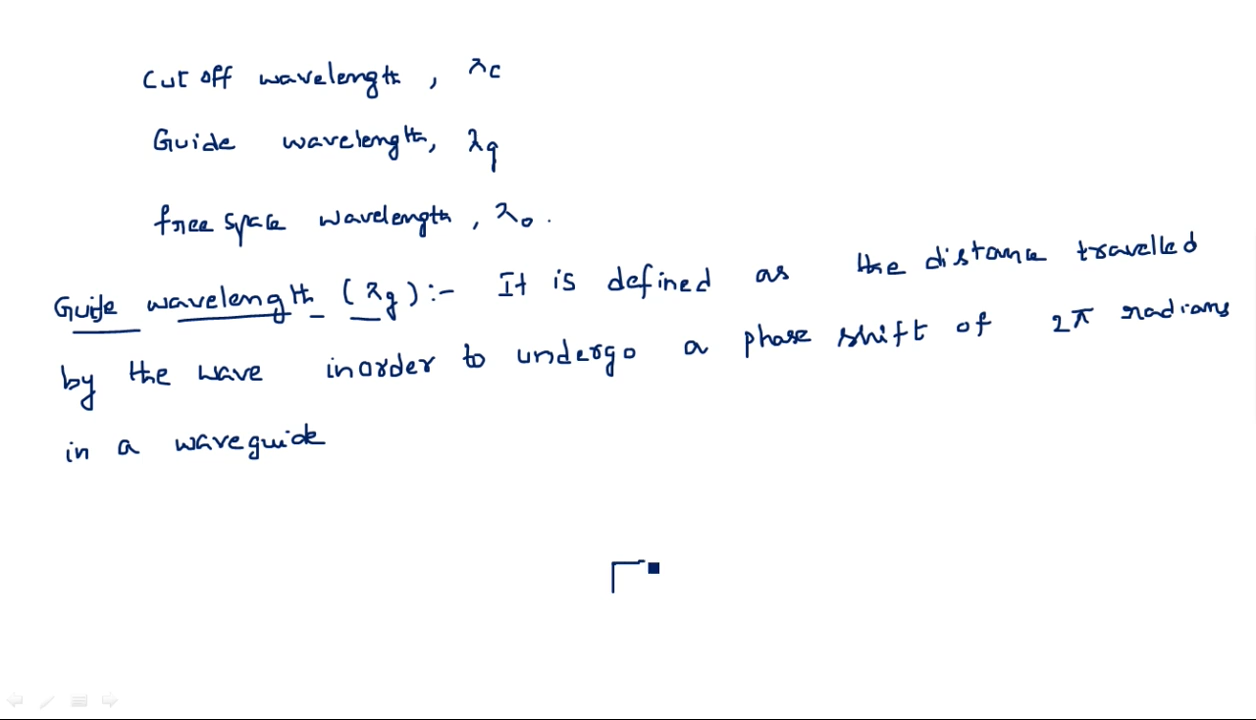 Cut off wavelength, λc
Guide wavelength, λg
free space wavelength, λo.
Guide wavelength (λg):- It is defined as the distance travelled
by the wave inorder to undergo a phase shift of 2π radians
in a waveguide